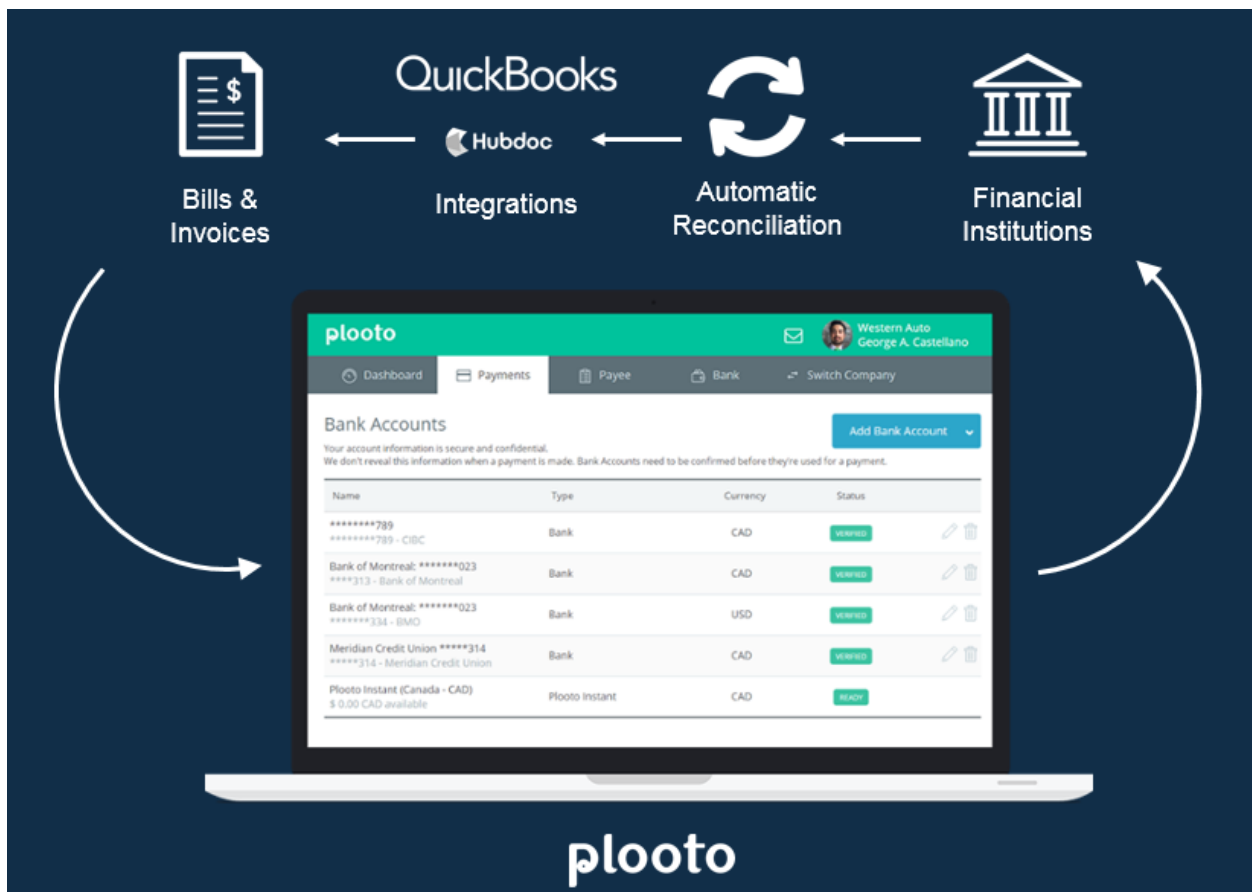 $
QuickBooks
Hubdoc
Bills &
Invoices
Integrations
Automatic
Reconciliation
Financial
Institutions
plooto
Western Auto
George A. Castellano
Dashboard
Payments
Payee
Bank
Switch Company
Bank Accounts
Add Bank Account
Your account information is secure and confidential.
We don't reveal this information when a payment is made. Bank Accounts need to be confirmed before they're used for a payment.
Name Type Currency Status
********789
********789 - CIBC
Bank CAD VERIFIED
Bank of Montreal: *******023
****313 - Bank of Montreal
Bank CAD VERIFIED
Bank of Montreal: *******023
*******334 - BMO
Bank USD VERIFIED
Meridian Credit Union *****314
*****314 - Meridian Credit Union
Bank CAD VERIFIED
Plooto Instant (Canada - CAD)
$ 0.00 CAD available
Plooto Instant CAD READY
plooto